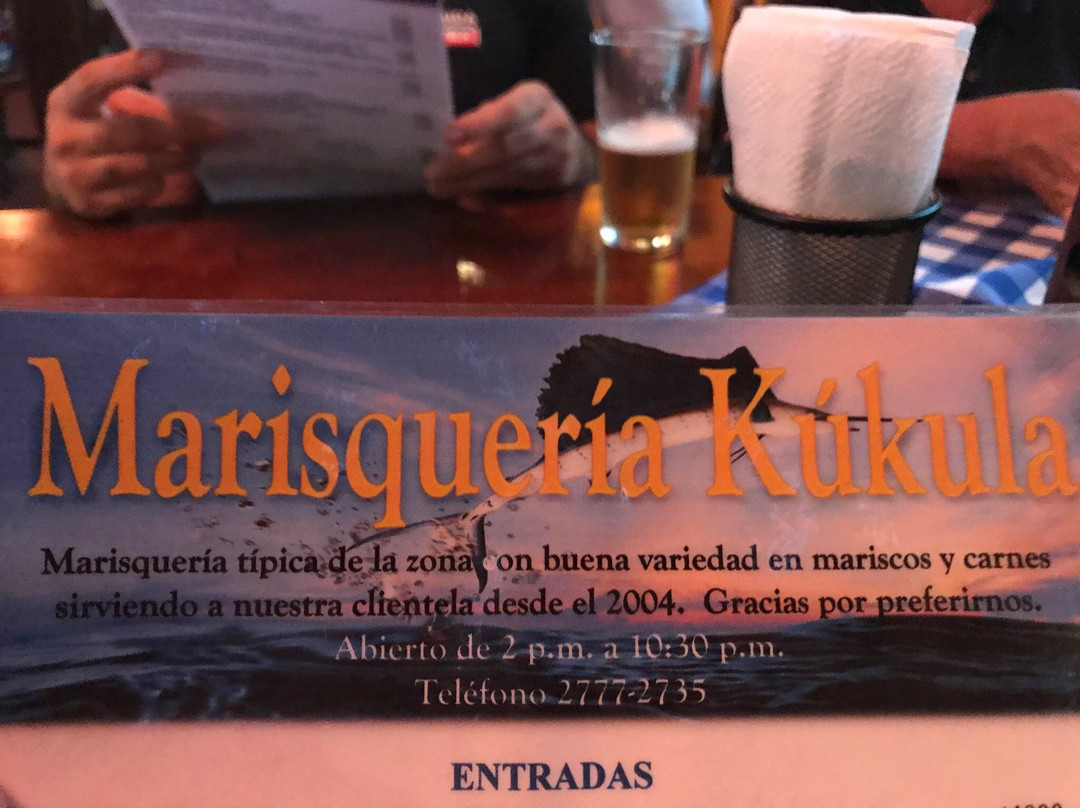 Marisquería Kúkula
Marisquería típica de la zona con buena variedad en mariscos y carnes
sirviendo a nuestra clientela desde el 2004. Gracias por preferirnos.
Abierto de 2 p.m. a 10:30 p.m.
Teléfono 2777-2735
ENTRADAS